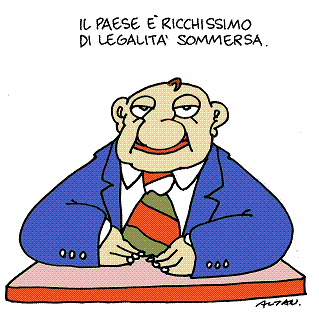 IL PAESE È RICCHISSIMO
DI LEGALITA' SOMMERSA.
ALTAN.